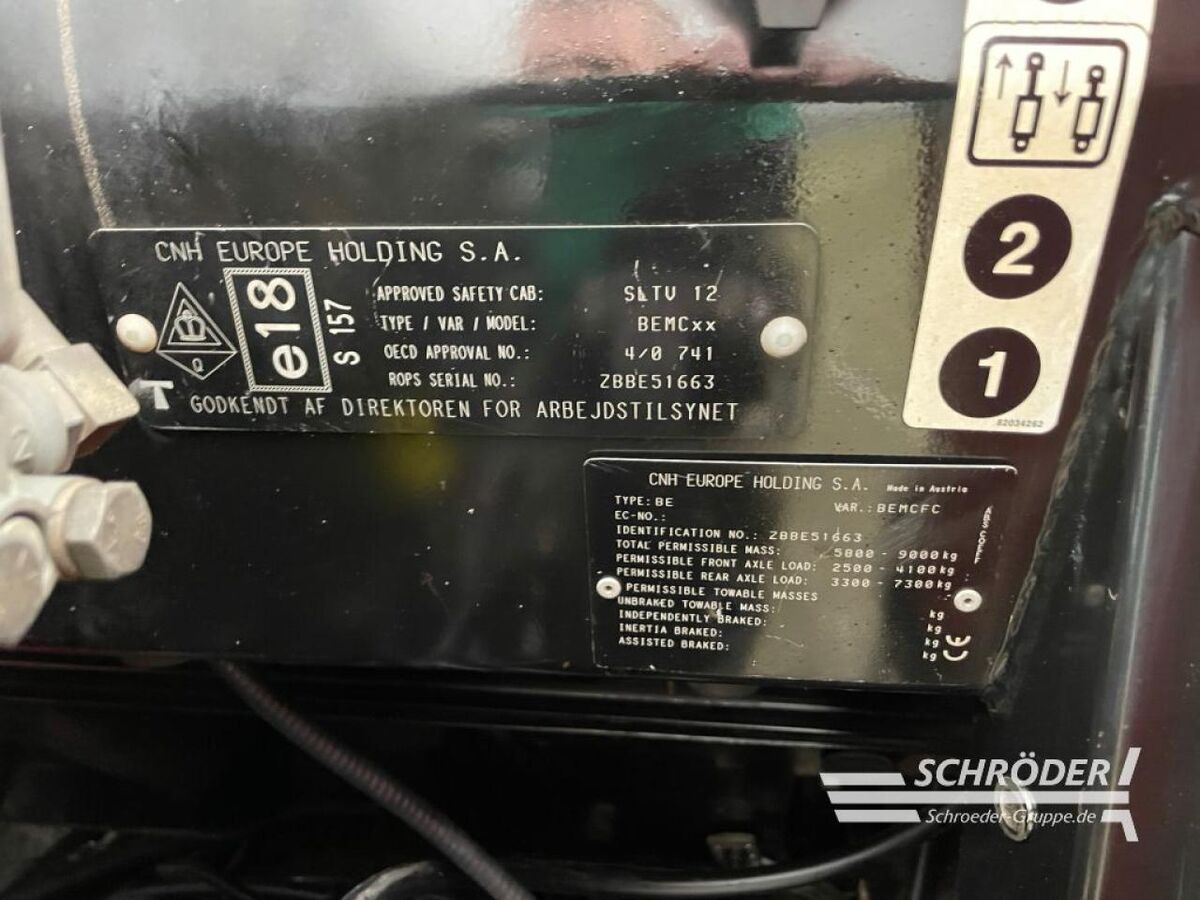 CNH EUROPE HOLDING S.A.
e18
S 157
APPROVED SAFETY CAB: SLTV 12
TYPE / VAR / MODEL: BEMCxx
OECD APPROVAL NO.: 4/0 741
ROPS SERIAL NO.: ZBBE51663
Q
T
GODKENDT AF DIREKTOREN FOR ARBEJDSTILSYNET
2
1
82034262
CNH EUROPE HOLDING S.A. Made in Austria
TYPE: BE VAR.: BEMCFC
EC-NO.:
IDENTIFICATION NO.: ZBBE51663
TOTAL PERMISSIBLE MASS: 5800 - 9000 kg
PERMISSIBLE FRONT AXLE LOAD: 2500 - 4100 kg
PERMISSIBLE REAR AXLE LOAD: 3300 - 7300 kg
PERMISSIBLE TOWABLE MASSES
UNBRAKED TOWABLE MASS: kg
INDEPENDENTLY BRAKED: kg
INERTIA BRAKED: kg
ASSISTED BRAKED: kg
CE
SCHRÖDER
Schroeder-Gruppe.de